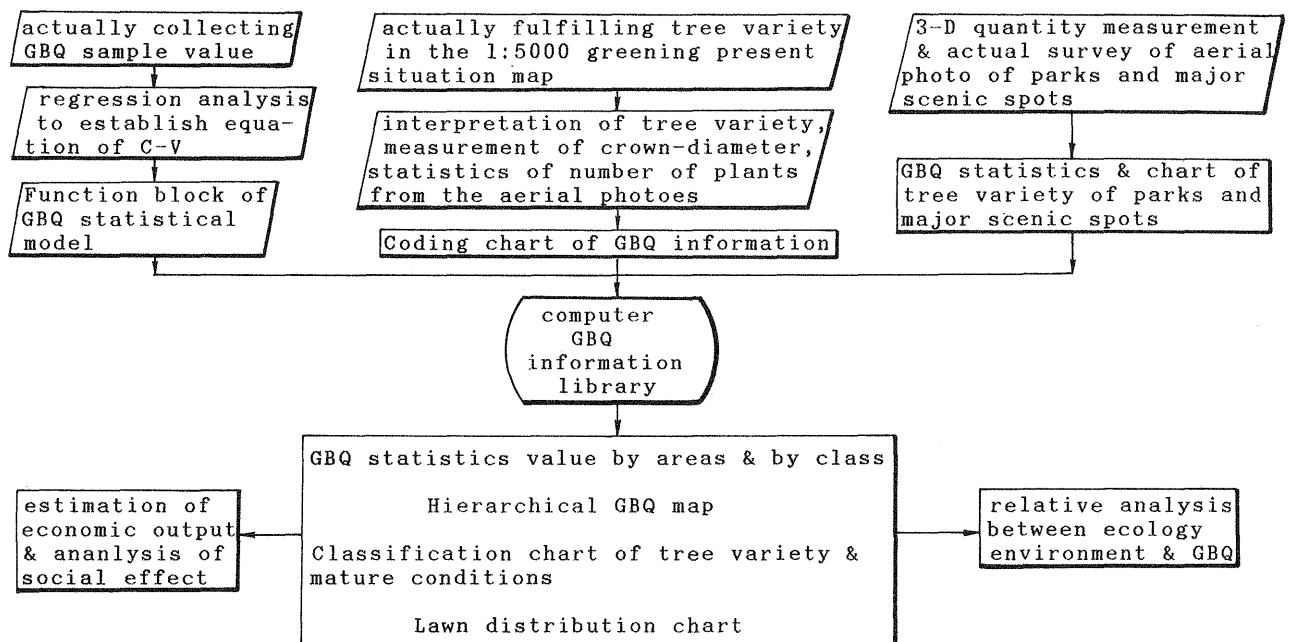 actually collecting
GBQ sample value
regression analysis
to establish equa-
tion of C-V
Function block of
GBQ statistical
model
actually fulfilling tree variety
in the 1:5000 greening present
situation map
interpretation of tree variety,
measurement of crown-diameter,
statistics of number of plants
from the aerial photoes
Coding chart of GBQ information
3-D quantity measurement
& actual survey of aerial
photo of parks and major
scenic spots
GBQ statistics & chart of
tree variety of parks and
major scenic spots
computer
GBQ
information
library
GBQ statistics value by areas & by class
Hierarchical GBQ map
Classification chart of tree variety &
mature conditions
Lawn distribution chart
estimation of
economic output
& ananlysis of
social effect
relative analysis
between ecology
environment & GBQ